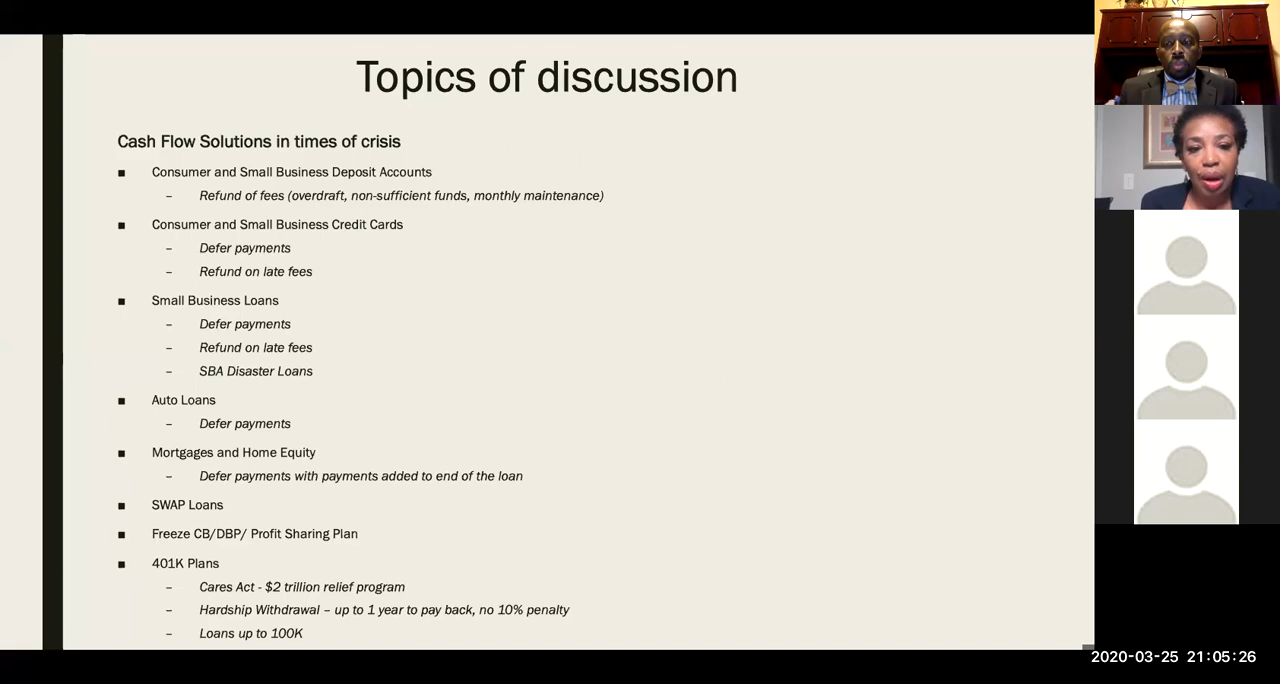 Topics of discussion
Cash Flow Solutions in times of crisis
■ Consumer and Small Business Deposit Accounts
– Refund of fees (overdraft, non-sufficient funds, monthly maintenance)
■ Consumer and Small Business Credit Cards
– Defer payments
– Refund on late fees
■ Small Business Loans
– Defer payments
– Refund on late fees
– SBA Disaster Loans
■ Auto Loans
– Defer payments
■ Mortgages and Home Equity
– Defer payments with payments added to end of the loan
■ SWAP Loans
■ Freeze CB/DBP/ Profit Sharing Plan
■ 401K Plans
– Cares Act - $2 trillion relief program
– Hardship Withdrawal – up to 1 year to pay back, no 10% penalty
– Loans up to 100K
2020-03-25 21:05:26